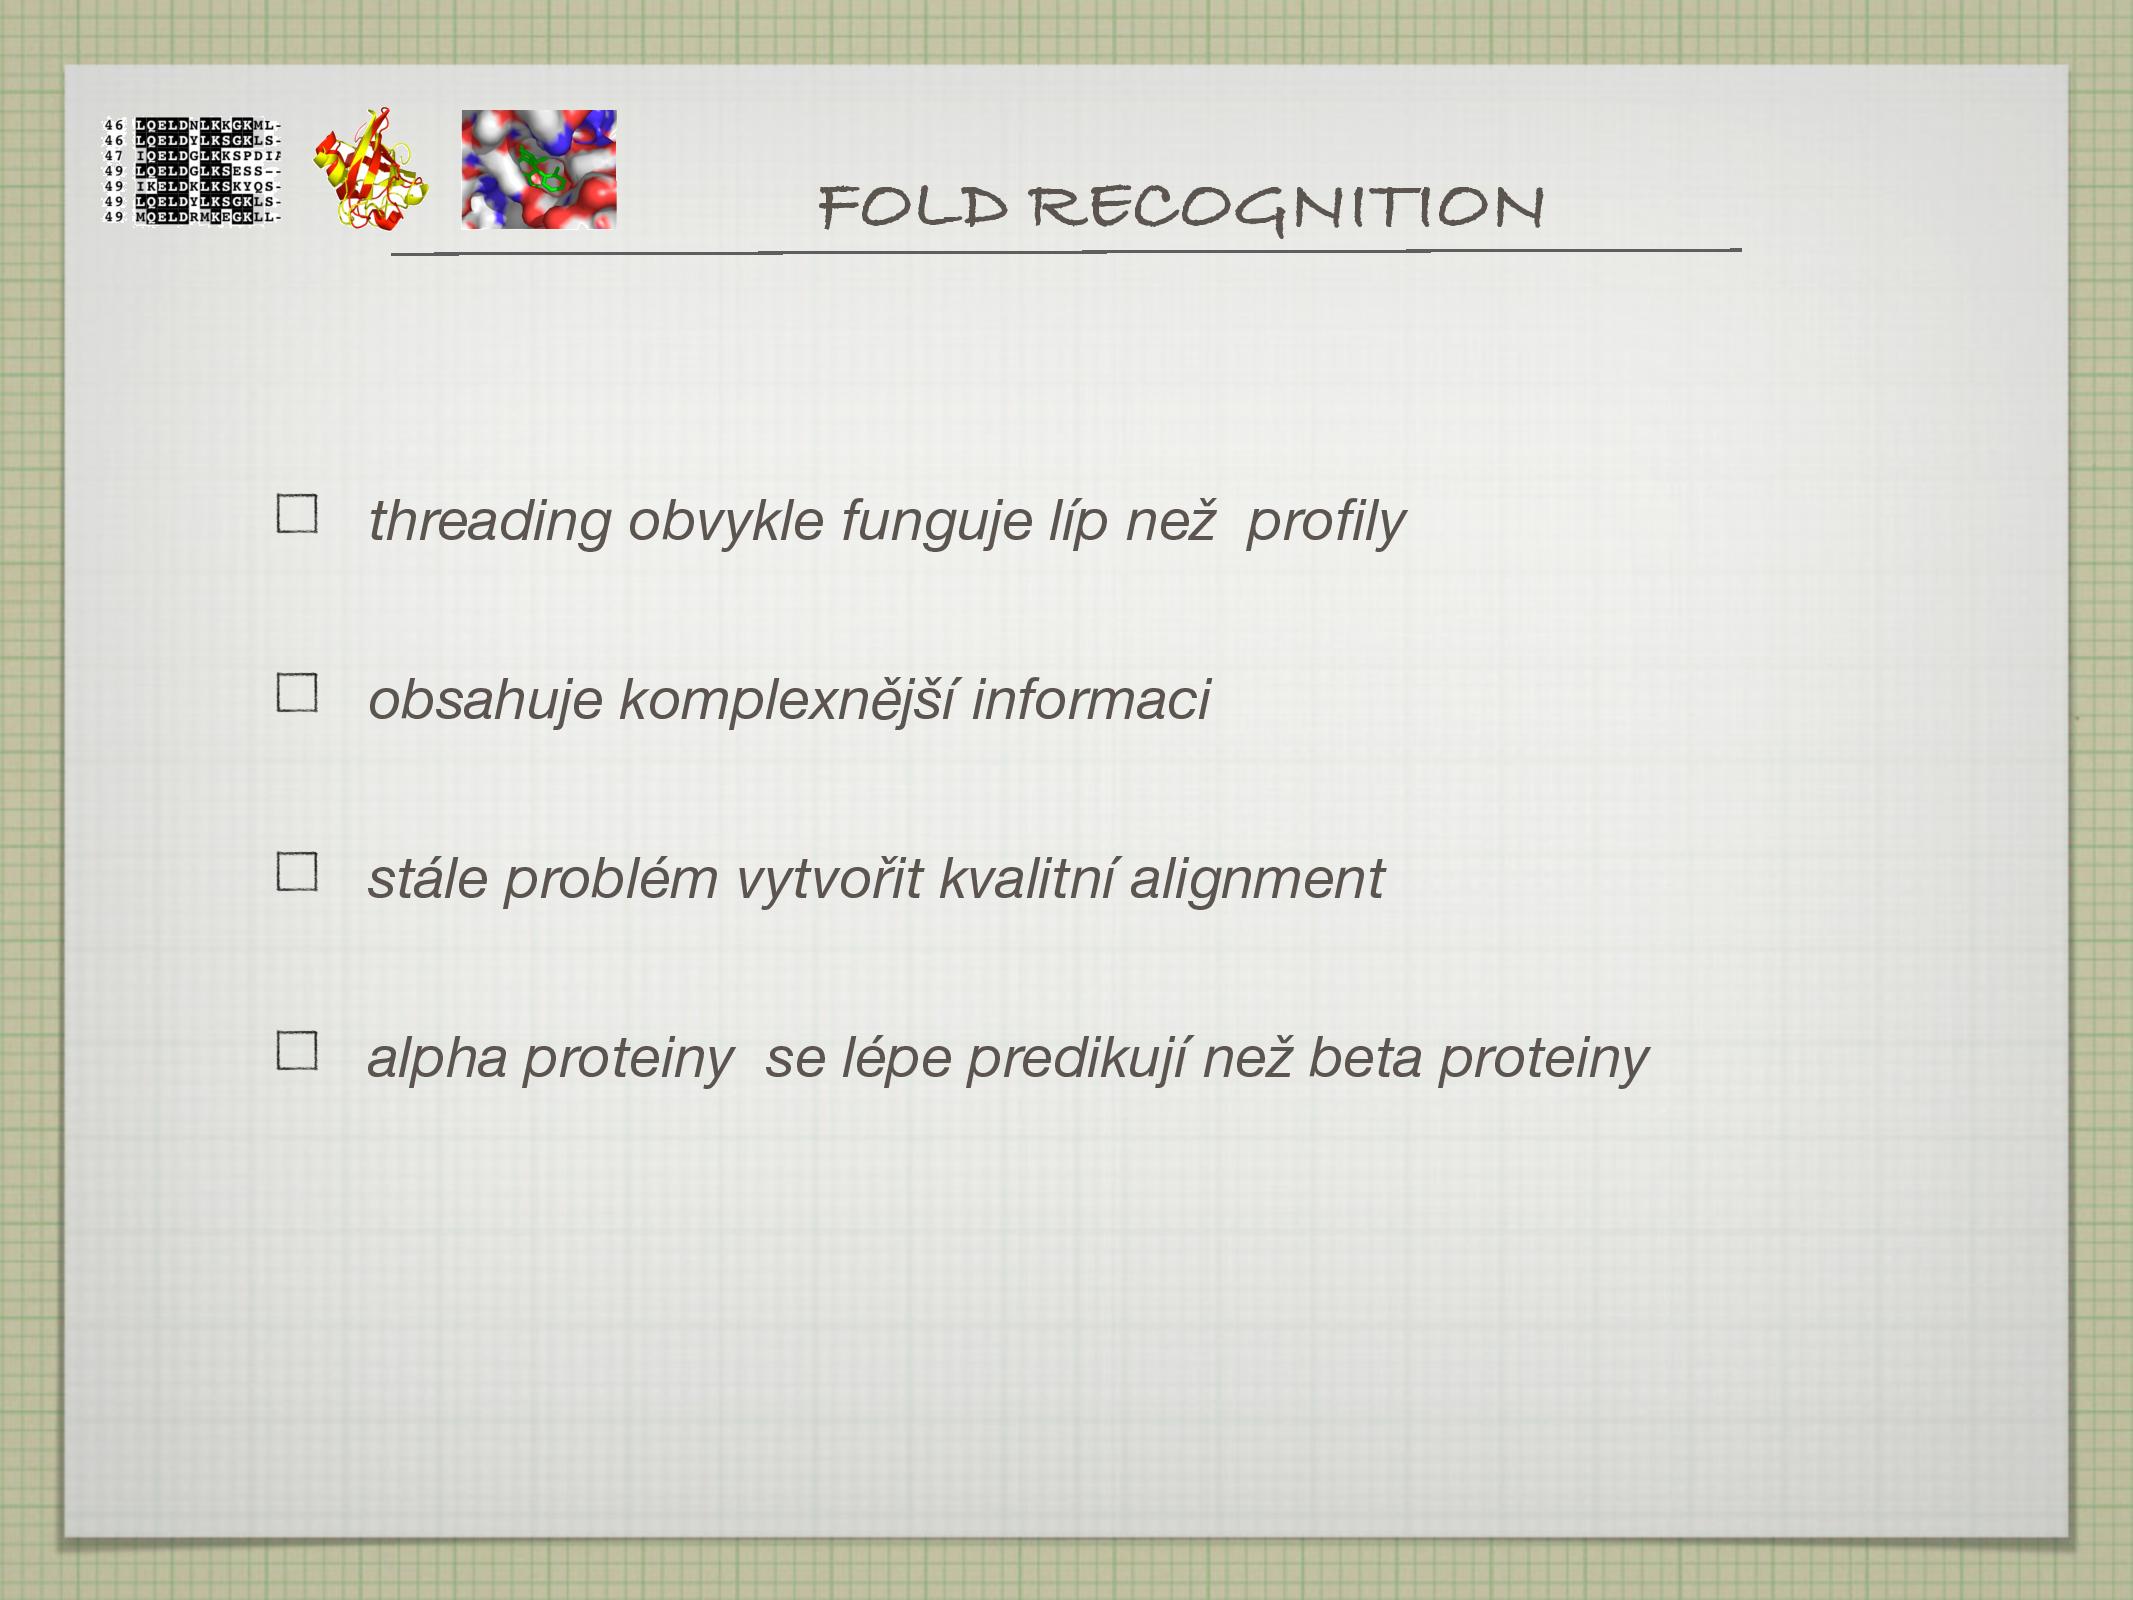 46 LQELDNLKKGKML-
46 LQELDYLKSGKLS-
47 IQELDGLKKSPDIA
49 LQELDGLKSESS--
49 IKELDKLKSKYQS-
49 LQELDYLKSGKLS-
49 MQELDRMKEGKLL-
FOLD RECOGNITION
threading obvykle funguje líp než  profily
obsahuje komplexnější informaci
stále problém vytvořit kvalitní alignment
alpha proteiny  se lépe predikují než beta proteiny